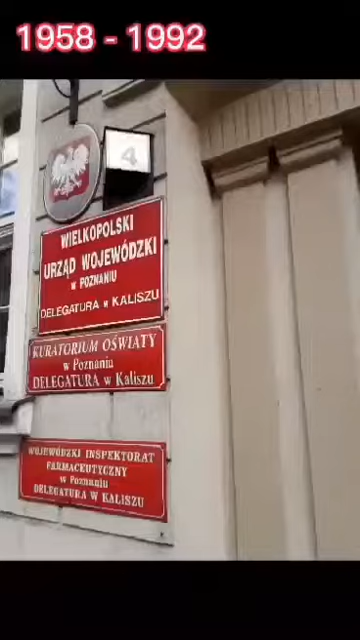 1958 - 1992
4
WIELKOPOLSKI
URZĄD WOJEWÓDZKI
W POZNANIU
DELEGATURA W KALISZU
KURATORIUM OŚWIATY
w Poznaniu
DELEGATURA w Kaliszu
WOJEWÓDZKI INSPEKTORAT
FARMACEUTYCZNY
w Poznaniu
DELEGATURA W KALISZU